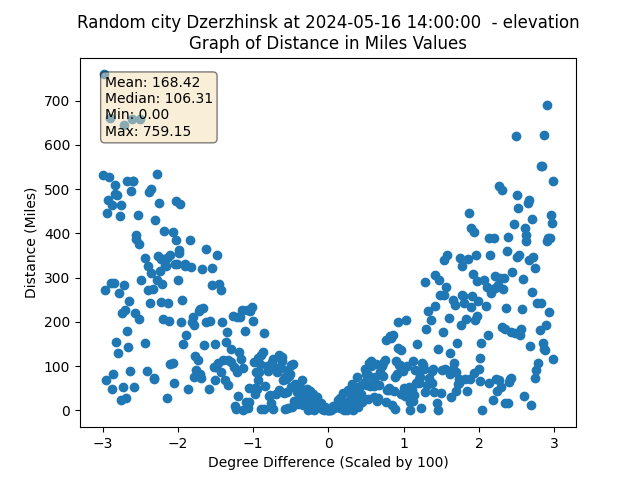 Random city Dzerzhinsk at 2024-05-16 14:00:00  - elevation
Graph of Distance in Miles Values
Mean: 168.42
Median: 106.31
Min: 0.00
Max: 759.15
700
600
500
400
300
200
100
0
Distance (Miles)
−3 −2 −1 0 1 2 3
Degree Difference (Scaled by 100)